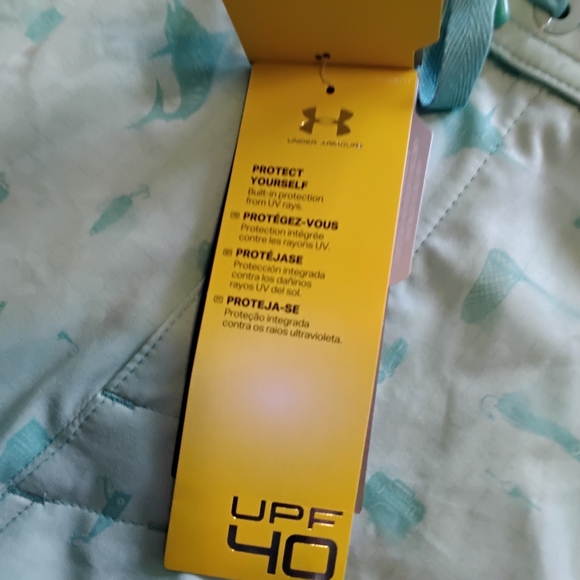 UNDER ARMOUR
PROTECT
YOURSELF
Built-in protection
from UV rays.
PROTÉGEZ-VOUS
Protection intégrée
contre les rayons UV.
PROTÉJASE
Protección integrada
contra los dañinos
rayos UV del sol.
PROTEJA-SE
Proteção integrada
contra os raios ultravioleta.
UPF
40